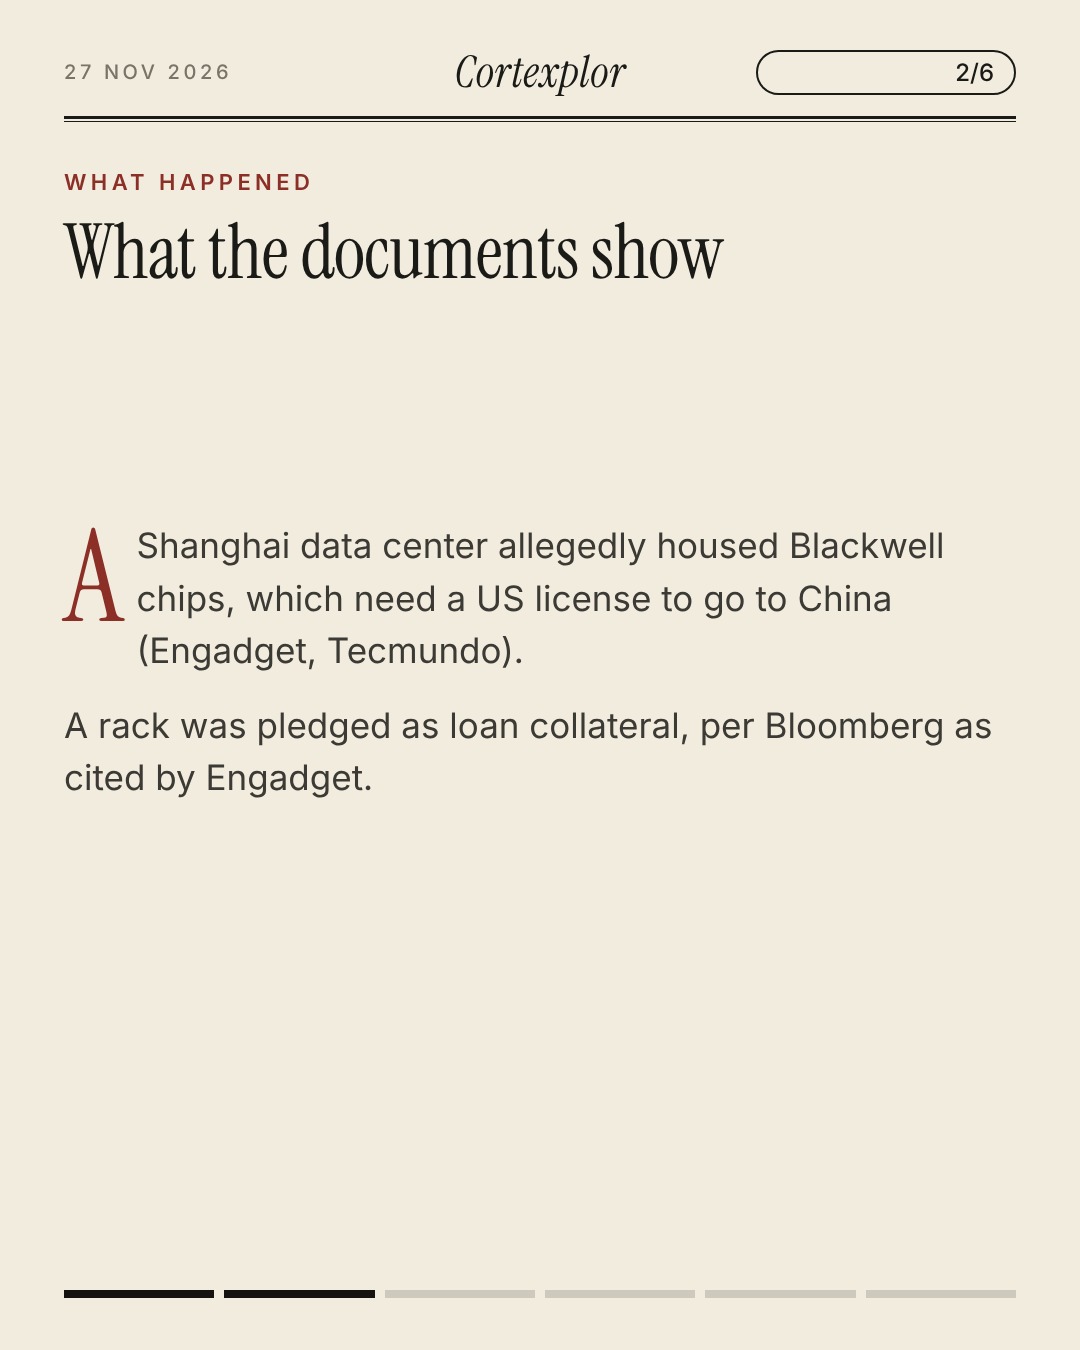 27 NOV 2026
Cortexplor
2/6
WHAT HAPPENED
What the documents show
A Shanghai data center allegedly housed Blackwell
chips, which need a US license to go to China
(Engadget, Tecmundo).
A rack was pledged as loan collateral, per Bloomberg as
cited by Engadget.